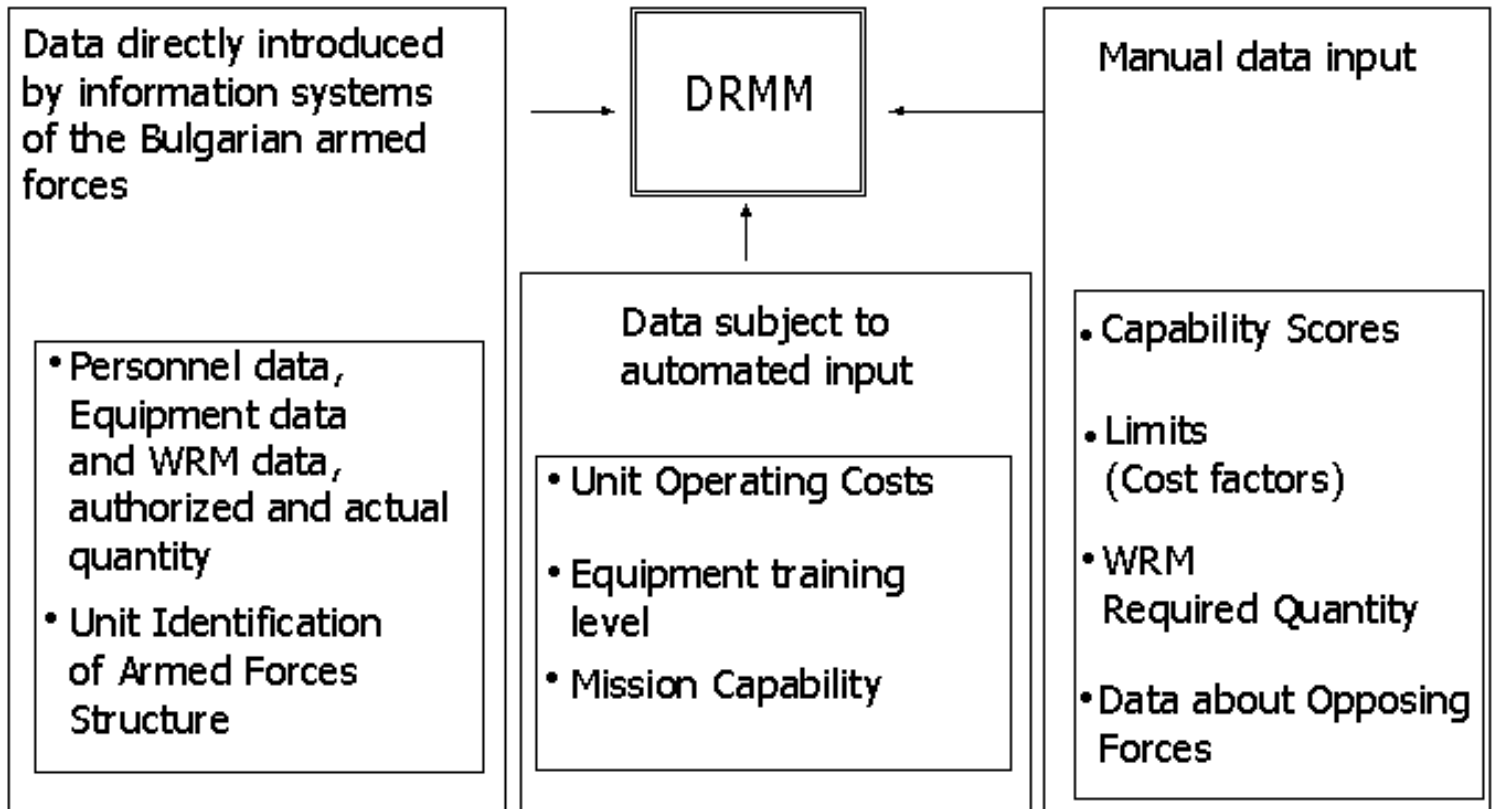 Data directly introduced
by information systems
of the Bulgarian armed
forces
• Personnel data,
Equipment data
and WRM data,
authorized and actual
quantity
• Unit Identification
of Armed Forces
Structure
DRMM
Data subject to
automated input
• Unit Operating Costs
• Equipment training
level
• Mission Capability
Manual data input
• Capability Scores
• Limits
(Cost factors)
• WRM
Required Quantity
• Data about Opposing
Forces